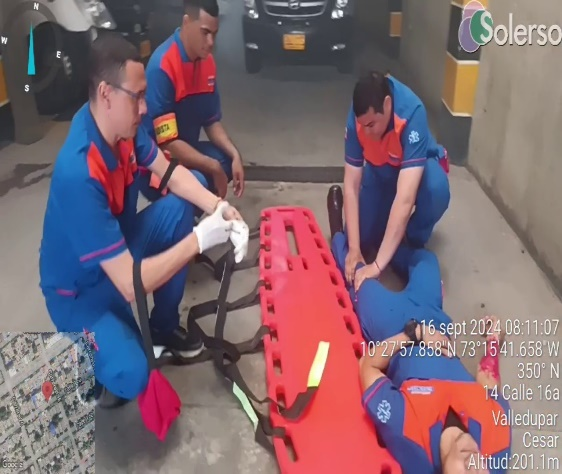 N
W
E
S
Solerso
16 sept 2024 08:11:07
10°27'57.858"N 73°15'41.658"W
350° N
14 Calle 16a
Valledupar
Cesar
Altitud:201.1m
Google